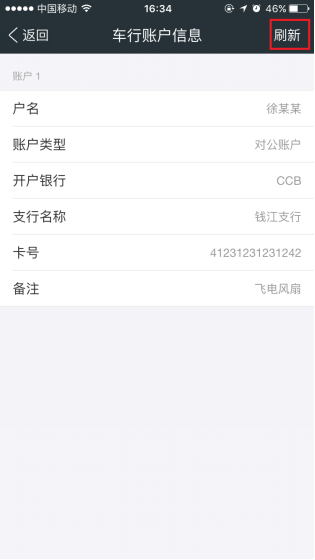 中国移动 16:34 46%
返回 车行账户信息 刷新
账户 1
户名 徐某某
账户类型 对公账户
开户银行 CCB
支行名称 钱江支行
卡号 41231231231242
备注 飞电风扇